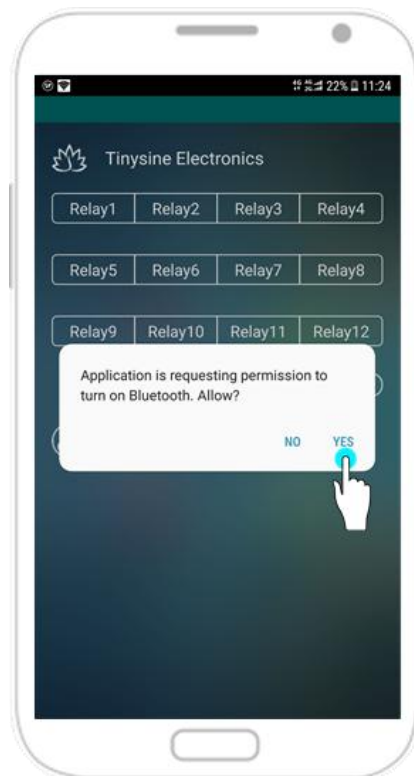 22% 11:24
Tinysine Electronics
Relay1 Relay2 Relay3 Relay4
Relay5 Relay6 Relay7 Relay8
Relay9 Relay10 Relay11 Relay12
Application is requesting permission to
turn on Bluetooth. Allow?
NO YES